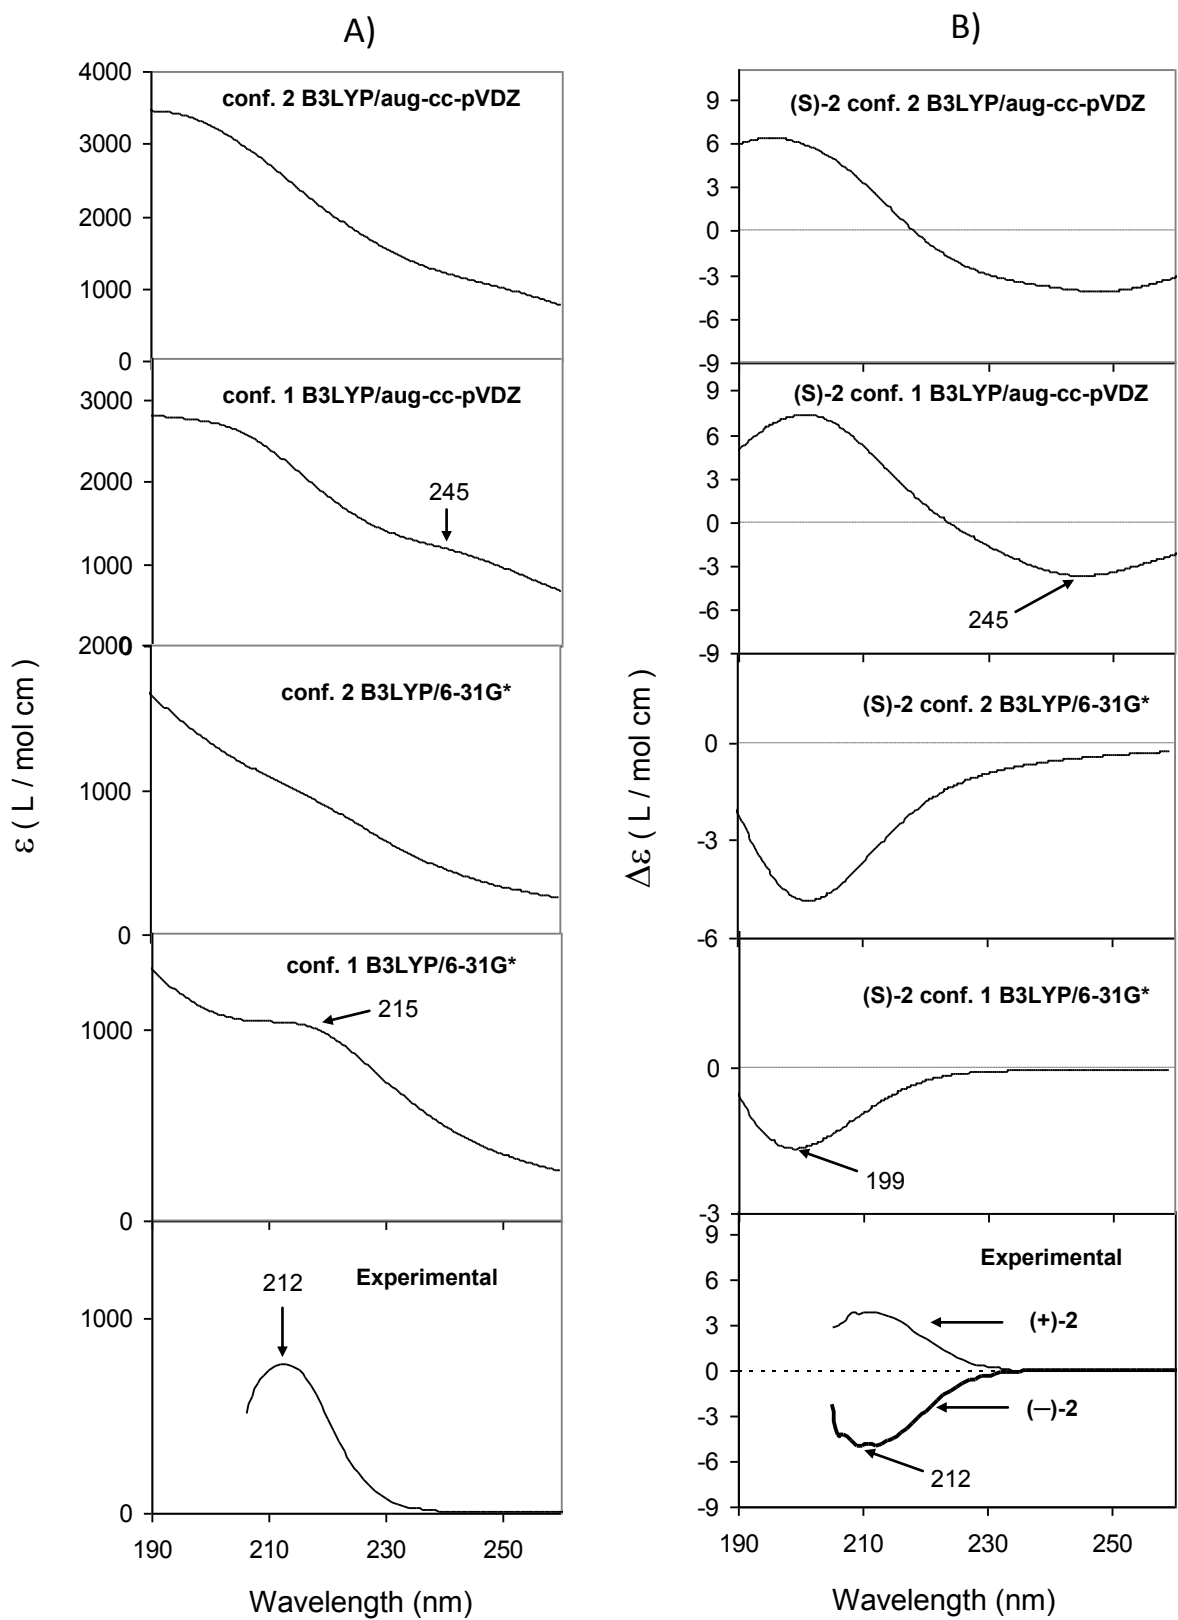 A)
B)
4000
3000
2000
1000
0
conf. 2 B3LYP/aug-cc-pVDZ
9
6
3
0
-3
-6
-9
(S)-2 conf. 2 B3LYP/aug-cc-pVDZ
3000
2000
1000
0
conf. 1 B3LYP/aug-cc-pVDZ
245
9
6
3
0
-3
-6
-9
(S)-2 conf. 1 B3LYP/aug-cc-pVDZ
245
2000
1000
0
conf. 2 B3LYP/6-31G*
0
-3
-6
(S)-2 conf. 2 B3LYP/6-31G*
ε ( L / mol cm )
Δε ( L / mol cm )
1000
0
conf. 1 B3LYP/6-31G*
215
0
-3
(S)-2 conf. 1 B3LYP/6-31G*
199
1000
0
Experimental
212
9
6
3
0
-3
-6
-9
Experimental
(+)-2
(—)-2
212
190 210 230 250
190 210 230 250
Wavelength (nm)
Wavelength (nm)